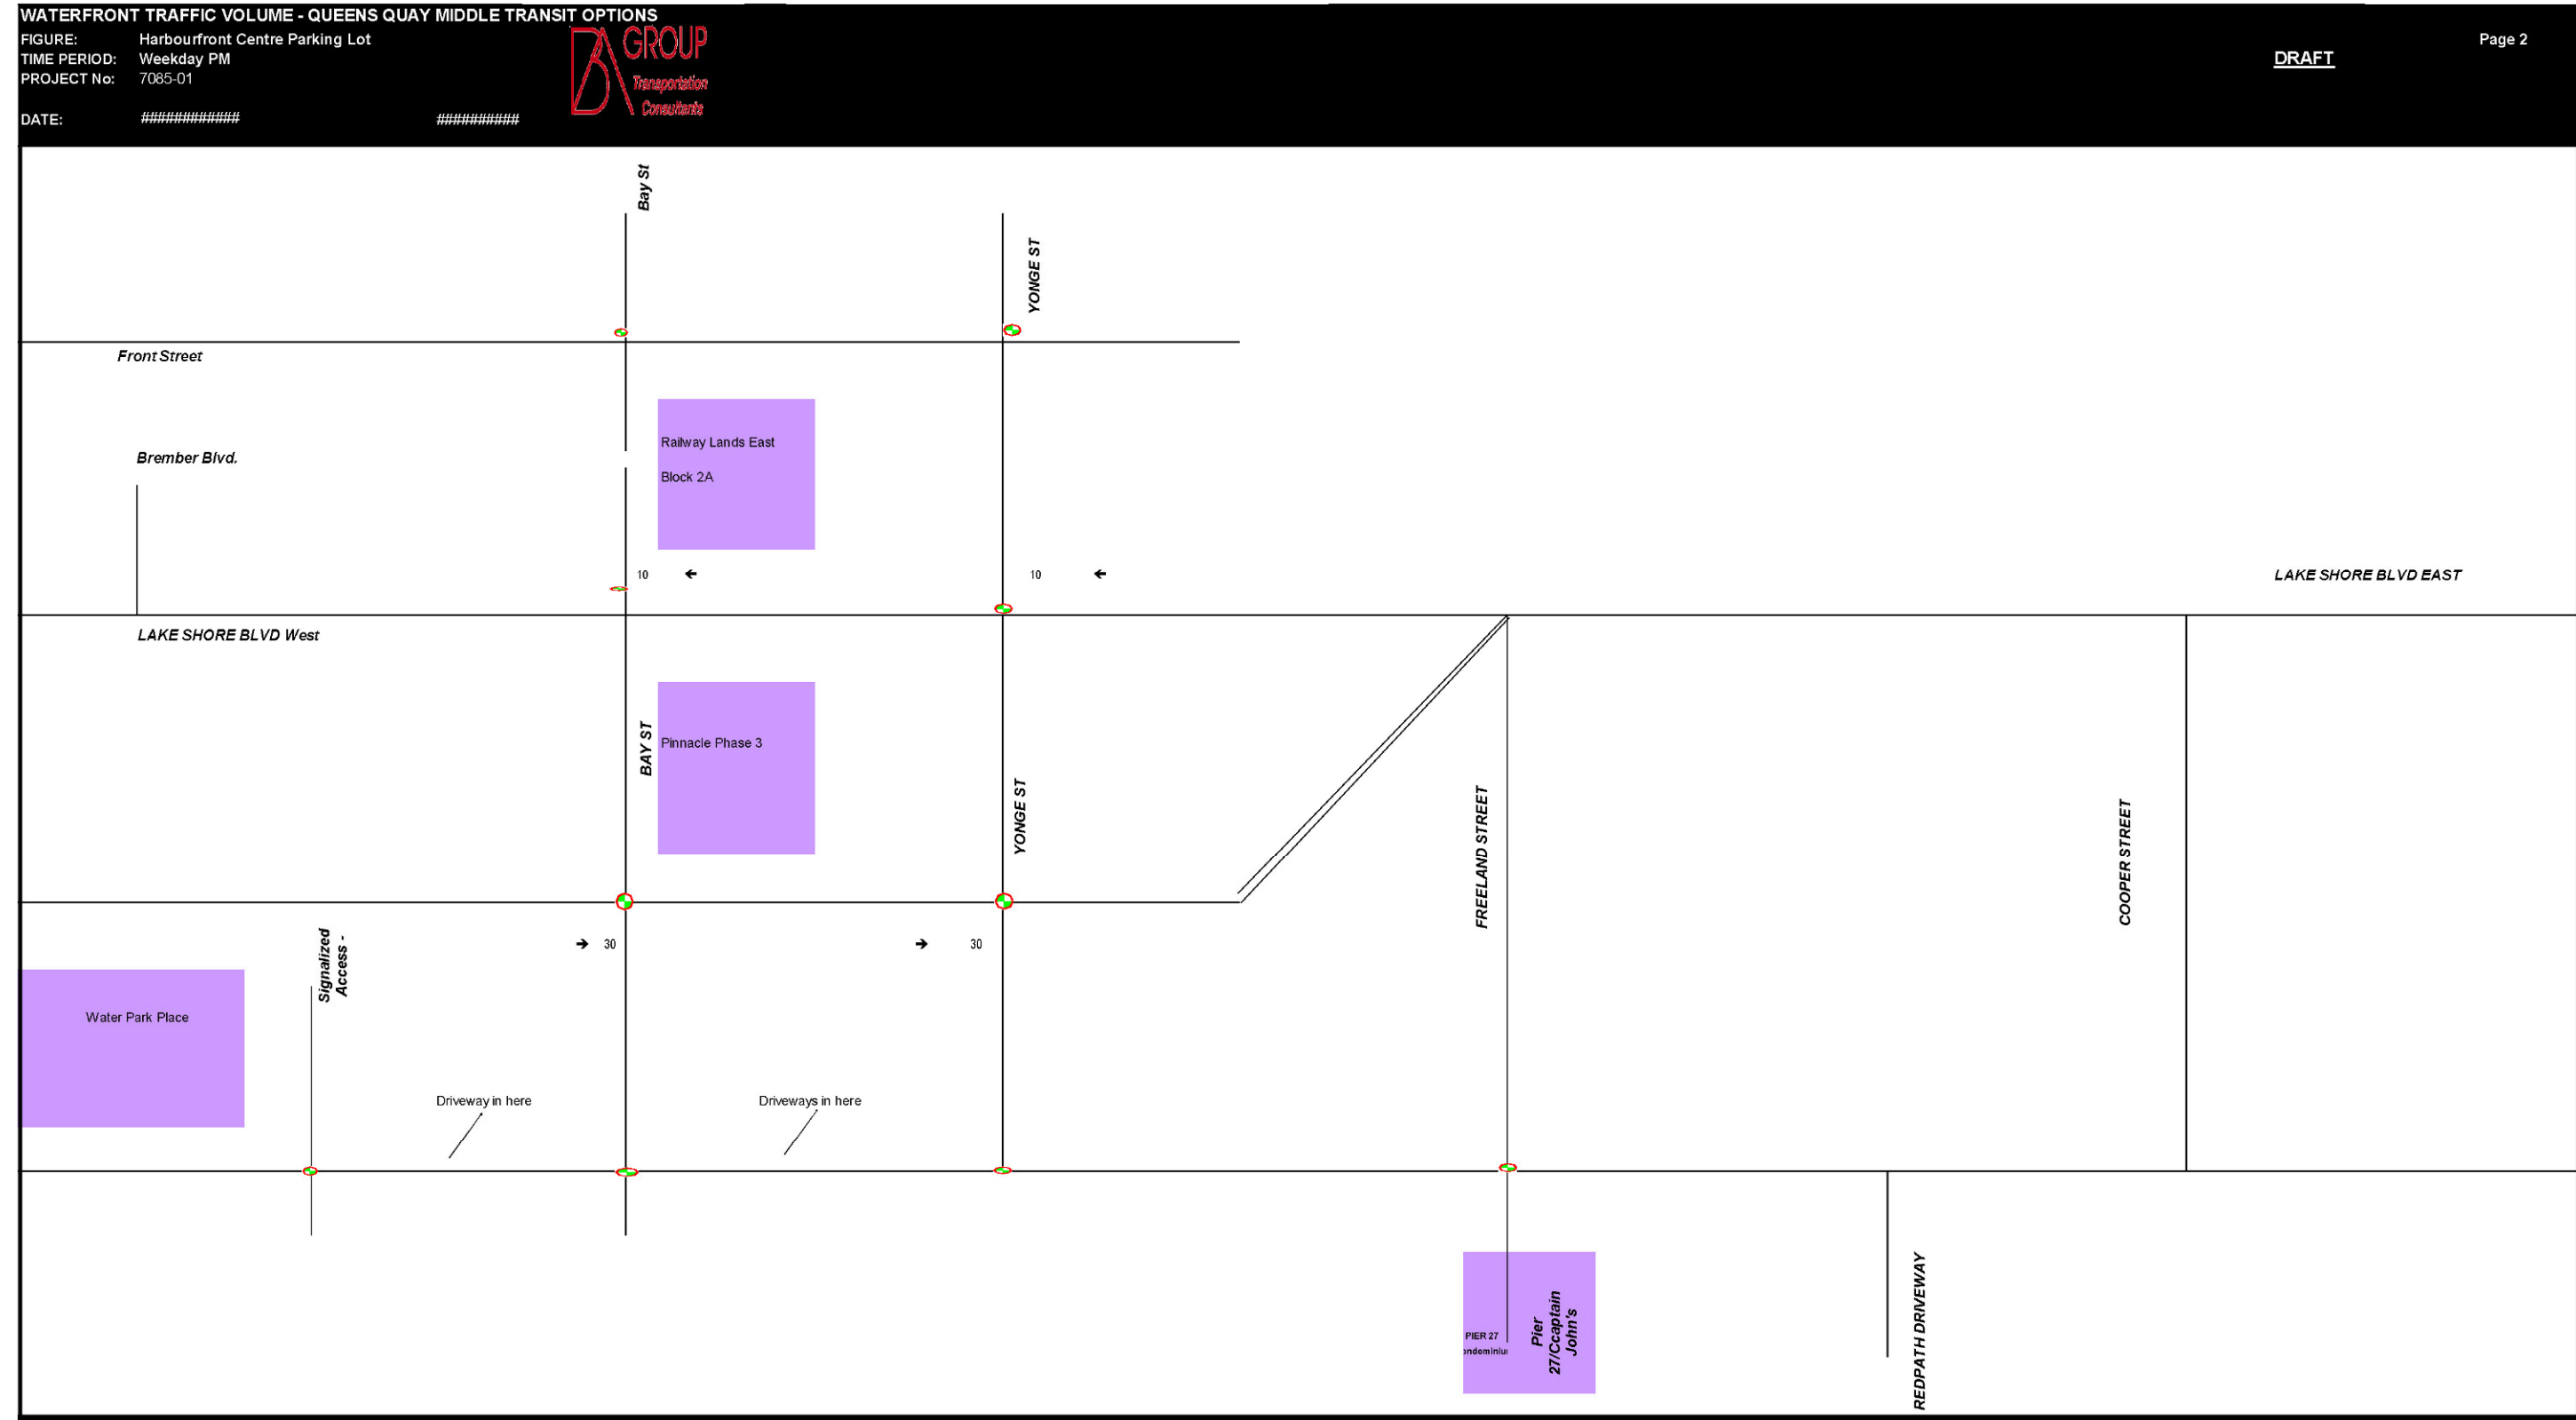 WATERFRONT TRAFFIC VOLUME - QUEENS QUAY MIDDLE TRANSIT OPTIONS
FIGURE: Harbourfront Centre Parking Lot
TIME PERIOD: Weekday PM
PROJECT No: 7085-01
DATE: ############ ##########
BA GROUP
Transportation
Consultants
DRAFT
Page 2
Bay St
YONGE ST
Front Street
Brember Blvd.
Railway Lands East
Block 2A
10
10
LAKE SHORE BLVD EAST
LAKE SHORE BLVD West
BAY ST
Pinnacle Phase 3
YONGE ST
FREELAND STREET
COOPER STREET
Signalized
Access -
30
30
Water Park Place
Driveway in here
Driveways in here
PIER 27
ondominiu
Pier
27/Ccaptain
John's
REDPATH DRIVEWAY